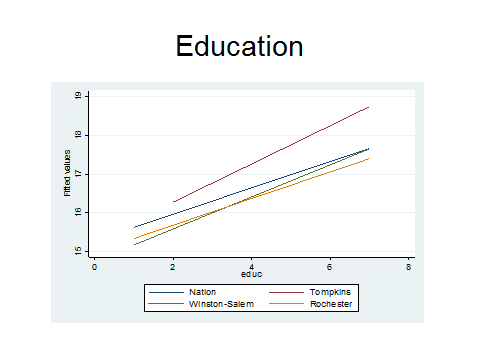 Education
19
18
17
16
15
Fitted values
0 2 4 6 8
educ
Nation Tompkins
Winston-Salem Rochester